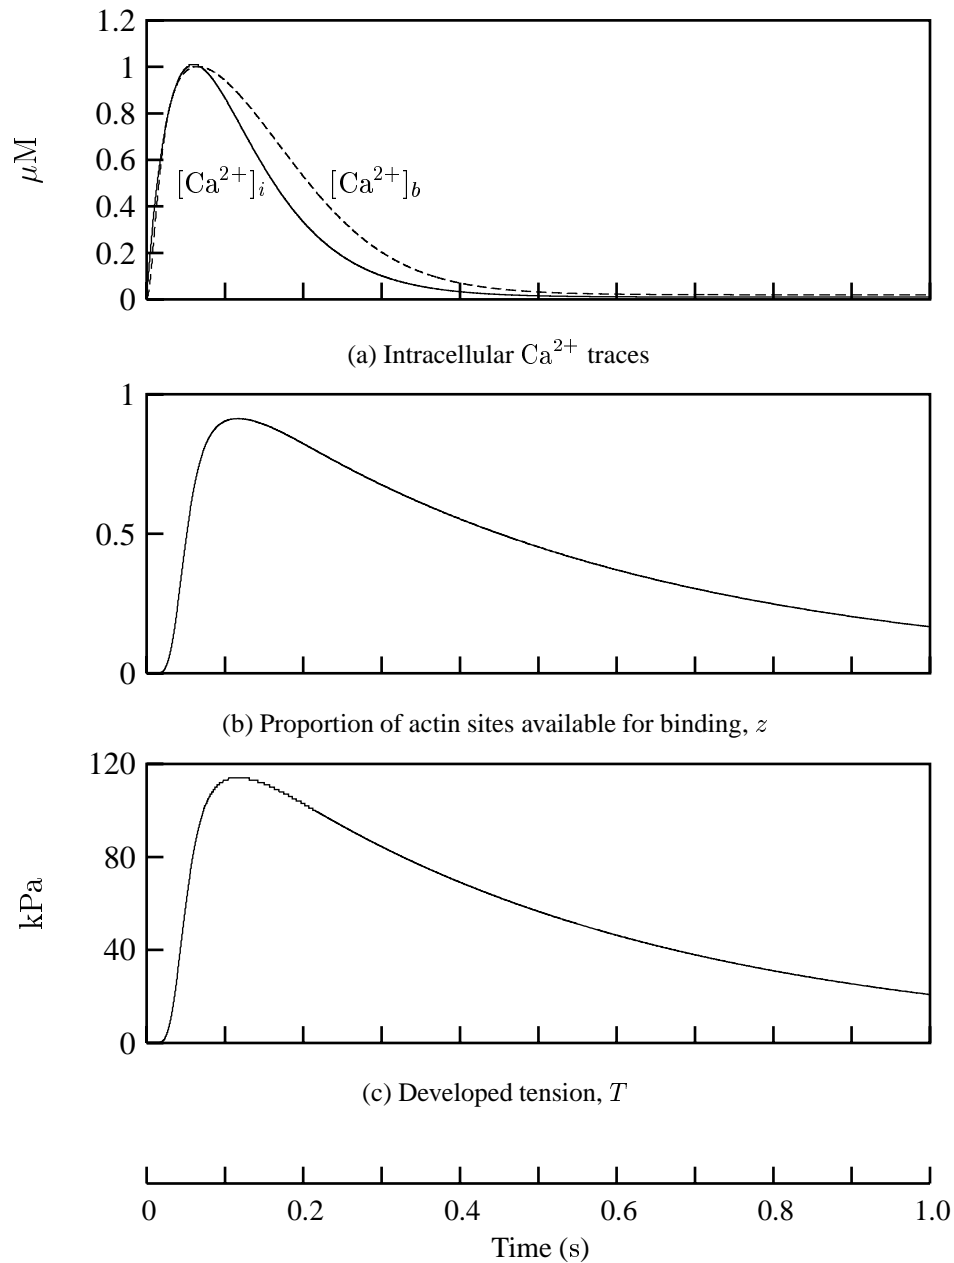 1.2
1
0.8
0.6
0.4
0.2
0
μM
[Ca²⁺]ᵢ
[Ca²⁺]_b
(a) Intracellular Ca²⁺ traces
1
0.5
0
(b) Proportion of actin sites available for binding, z
120
80
40
0
kPa
(c) Developed tension, T
0 0.2 0.4 0.6 0.8 1.0
Time (s)